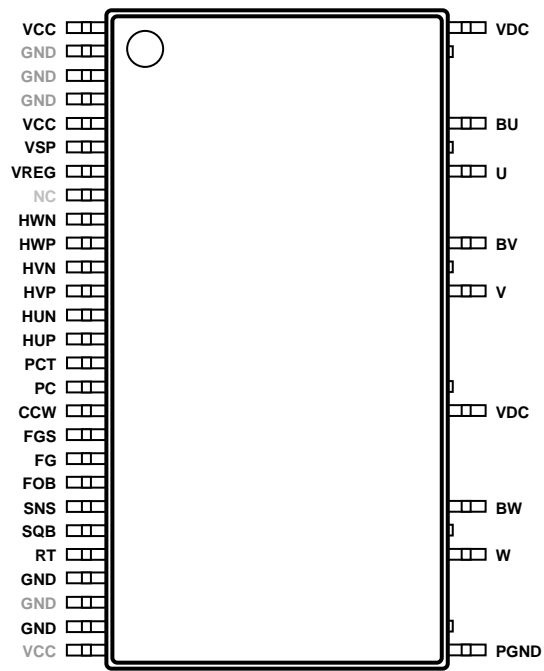 VCC
GND
GND
GND
VCC
VSP
VREG
NC
HWN
HWP
HVN
HVP
HUN
HUP
PCT
PC
CCW
FGS
FG
FOB
SNS
SQB
RT
GND
GND
GND
VCC
VDC
BU
U
BV
V
VDC
BW
W
PGND